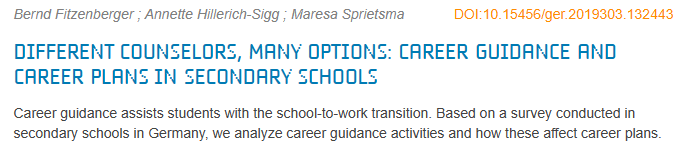 Bernd Fitzenberger ; Annette Hillerich-Sigg ; Maresa Sprietsma DOI:10.15456/ger.2019303.132443
DIFFERENT COUNSELORS, MANY OPTIONS: CAREER GUIDANCE AND
CAREER PLANS IN SECONDARY SCHOOLS
Career guidance assists students with the school-to-work transition. Based on a survey conducted in
secondary schools in Germany, we analyze career guidance activities and how these affect career plans.